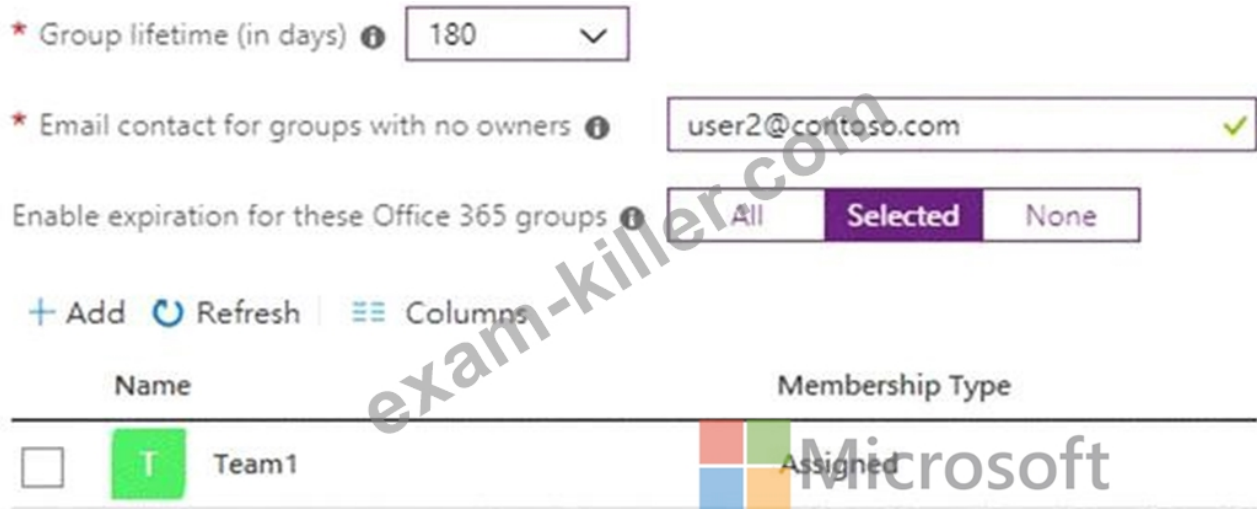 * Group lifetime (in days) 180
* Email contact for groups with no owners user2@contoso.com
Enable expiration for these Office 365 groups All Selected None
+ Add Refresh Columns
Name Membership Type
T Team1 Assigned
exam-killer.com
Microsoft